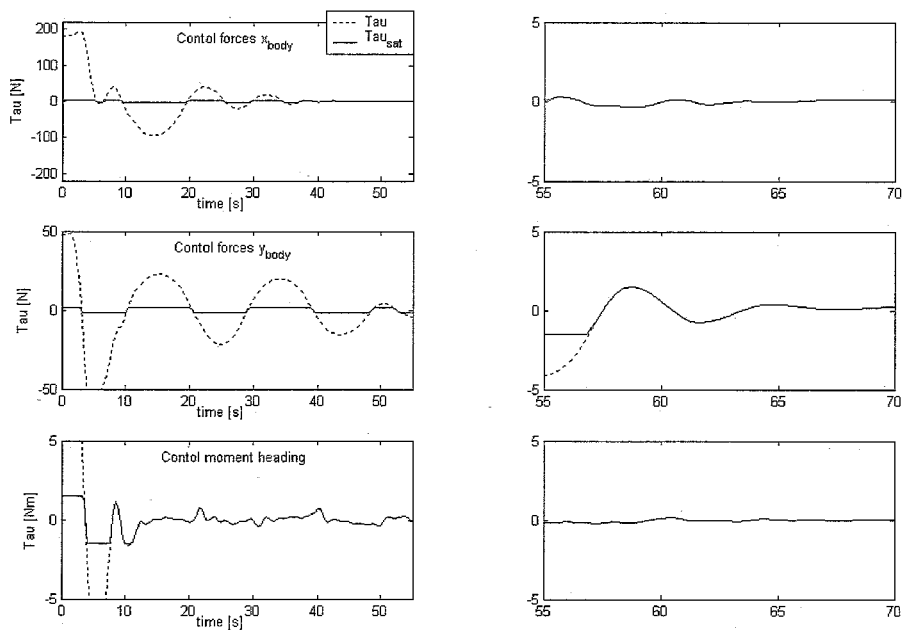 Contol forces x_body
Tau
Tau_sat
Tau [N]
200
100
0
-100
-200
0 10 20 30 40 50
time [s]
5
0
-5
55 60 65 70
Contol forces y_body
Tau [N]
50
0
50
0 10 20 30 40 50
time [s]
5
0
-5
55 60 65 70
Contol moment heading
Tau [Nm]
5
0
-5
0 10 20 30 40 50
time [s]
5
0
-5
55 60 65 70